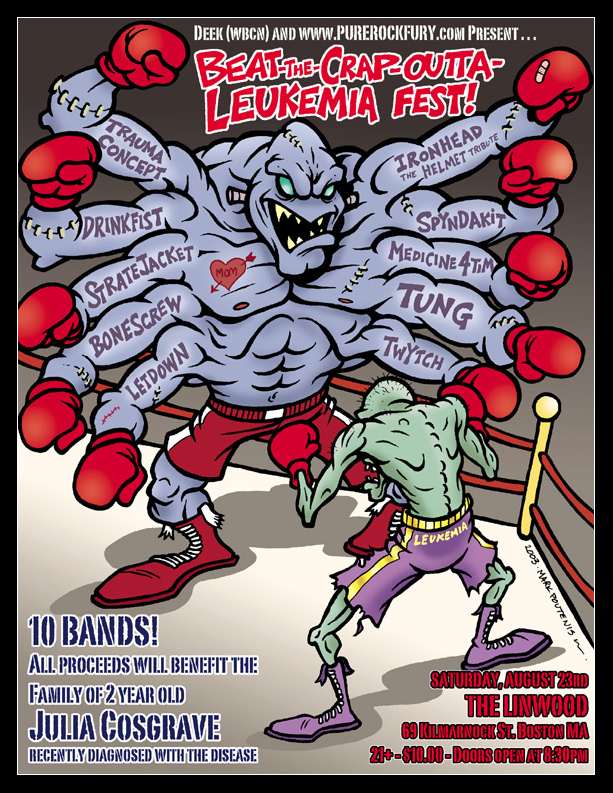 Deek (WBCN) and www.PureRockFury.com Present . . .
Beat-the-Crap-Outta-
Leukemia Fest!
Trauma
Concept
Drinkfist
StrateJacket
Bonescrew
Letdown
Ironhead
The Helmet Tribute
Spyndakit
Medicine4Tim
Tung
Twytch
Mom
Leukemia
2003. Mark Poutenis
10 Bands!
All proceeds will benefit the
Family of 2 year old
Julia Cosgrave
recently diagnosed with the disease
Saturday, August 23rd
The Linwood
69 Kilmarnock St. Boston MA
21+ - $10.00 - Doors open at 8:30pm